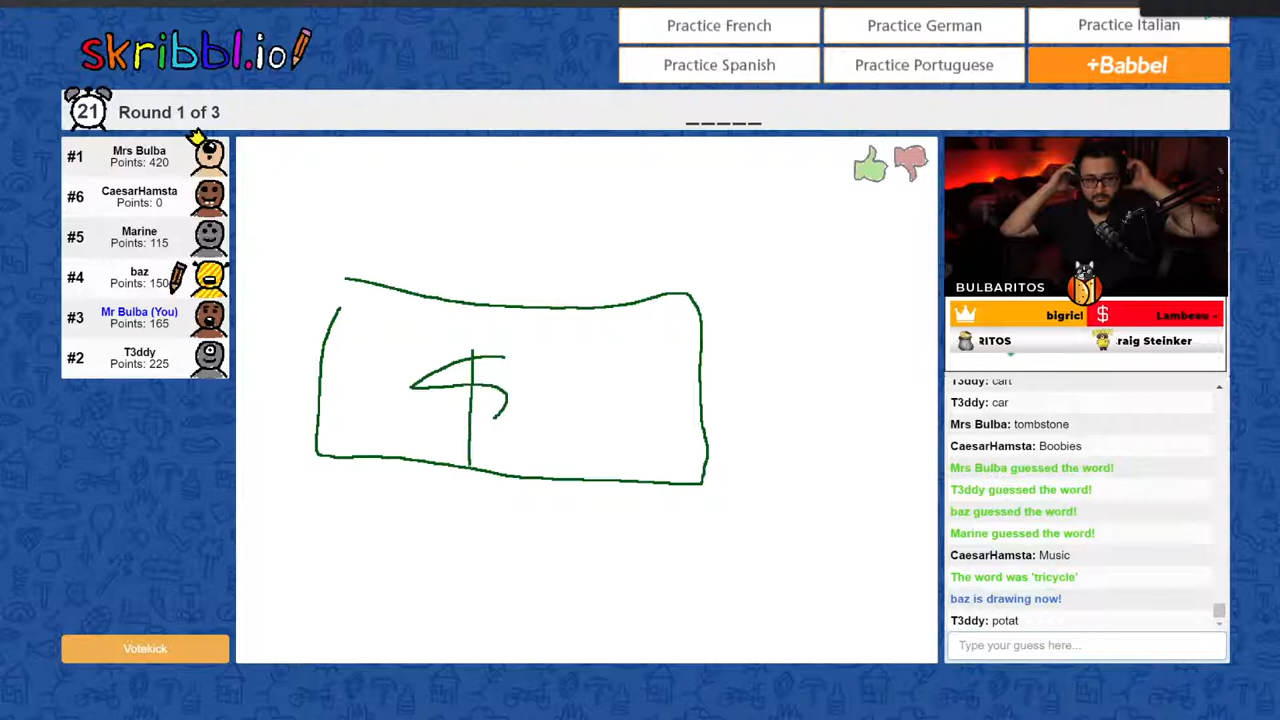 Practice French
Practice German
Practice Italian
Practice Spanish
Practice Portuguese
+Babbel
skribbl.io
21
Round 1 of 3
_____
#1
Mrs Bulba
Points: 420
#6
CaesarHamsta
Points: 0
#5
Marine
Points: 115
#4
baz
Points: 150
#3
Mr Bulba (You)
Points: 165
#2
T3ddy
Points: 225
Votekick
$
BULBARITOS
bigricl
$
Lambeau -
RITOS
raig Steinker
T3ddy: cart
T3ddy: car
Mrs Bulba: tombstone
CaesarHamsta: Boobies
Mrs Bulba guessed the word!
T3ddy guessed the word!
baz guessed the word!
Marine guessed the word!
CaesarHamsta: Music
The word was 'tricycle'
baz is drawing now!
T3ddy: potat
Type your guess here...